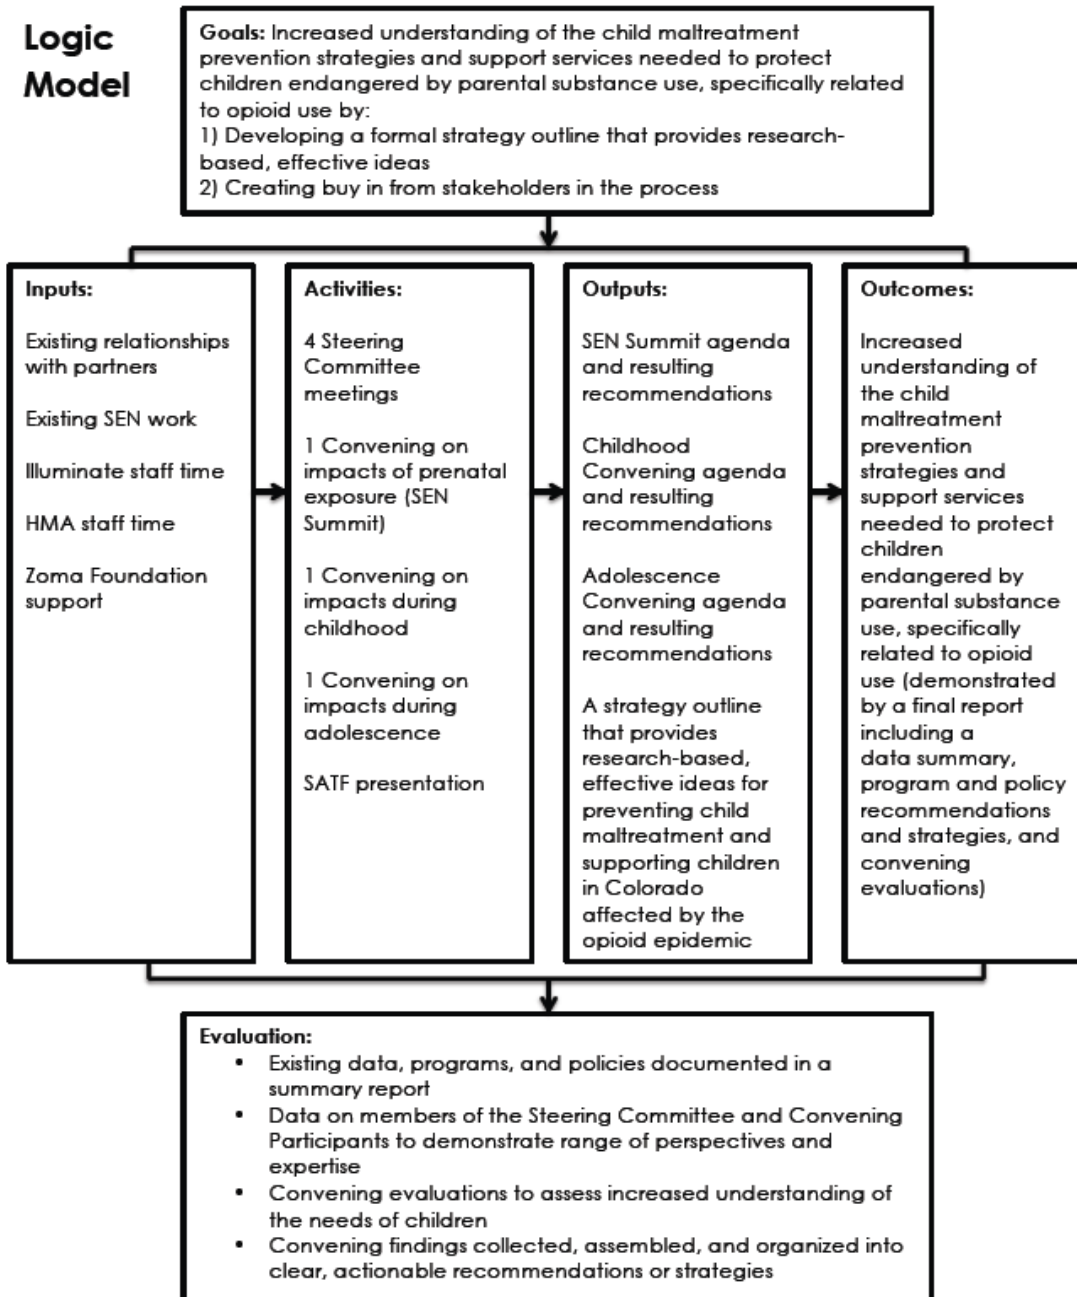 Logic
Model
Goals: Increased understanding of the child maltreatment
prevention strategies and support services needed to protect
children endangered by parental substance use, specifically related
to opioid use by:
1) Developing a formal strategy outline that provides research-
based, effective ideas
2) Creating buy in from stakeholders in the process
Inputs:
Existing relationships
with partners
Existing SEN work
Illuminate staff time
HMA staff time
Zoma Foundation
support
Activities:
4 Steering
Committee
meetings
1 Convening on
impacts of prenatal
exposure (SEN
Summit)
1 Convening on
impacts during
childhood
1 Convening on
impacts during
adolescence
SATF presentation
Outputs:
SEN Summit agenda
and resulting
recommendations
Childhood
Convening agenda
and resulting
recommendations
Adolescence
Convening agenda
and resulting
recommendations
A strategy outline
that provides
research-based,
effective ideas for
preventing child
maltreatment and
supporting children
in Colorado
affected by the
opioid epidemic
Outcomes:
Increased
understanding of
the child
maltreatment
prevention
strategies and
support services
needed to protect
children
endangered by
parental substance
use, specifically
related to opioid
use (demonstrated
by a final report
including a
data summary,
program and policy
recommendations
and strategies, and
convening
evaluations)
Evaluation:
• Existing data, programs, and policies documented in a
summary report
• Data on members of the Steering Committee and Convening
Participants to demonstrate range of perspectives and
expertise
• Convening evaluations to assess increased understanding of
the needs of children
• Convening findings collected, assembled, and organized into
clear, actionable recommendations or strategies